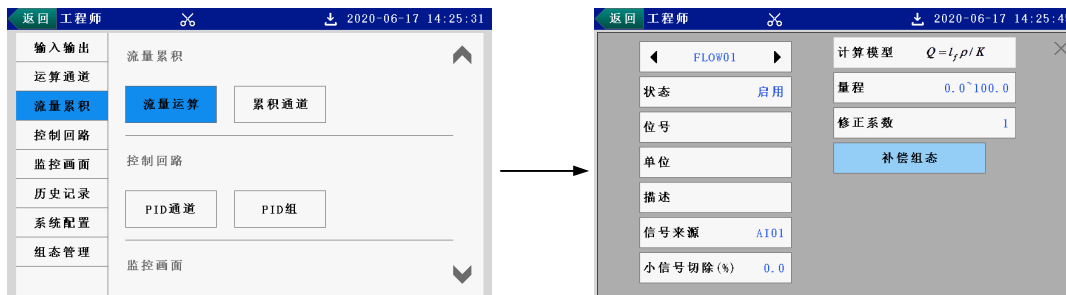 返回 工程师 2020-06-17 14:25:31
输入输出
运算通道
流量累积
控制回路
监控画面
历史记录
系统配置
组态管理
流量累积
流量运算 累积通道
控制回路
PID通道 PID组
监控画面
返回 工程师 2020-06-17 14:25:4
FLOW01
状态 启用
位号
单位
描述
信号来源 AI01
小信号切除(%) 0.0
计算模型 Q=lfρ/K
量程 0.0~100.0
修正系数 1
补偿组态